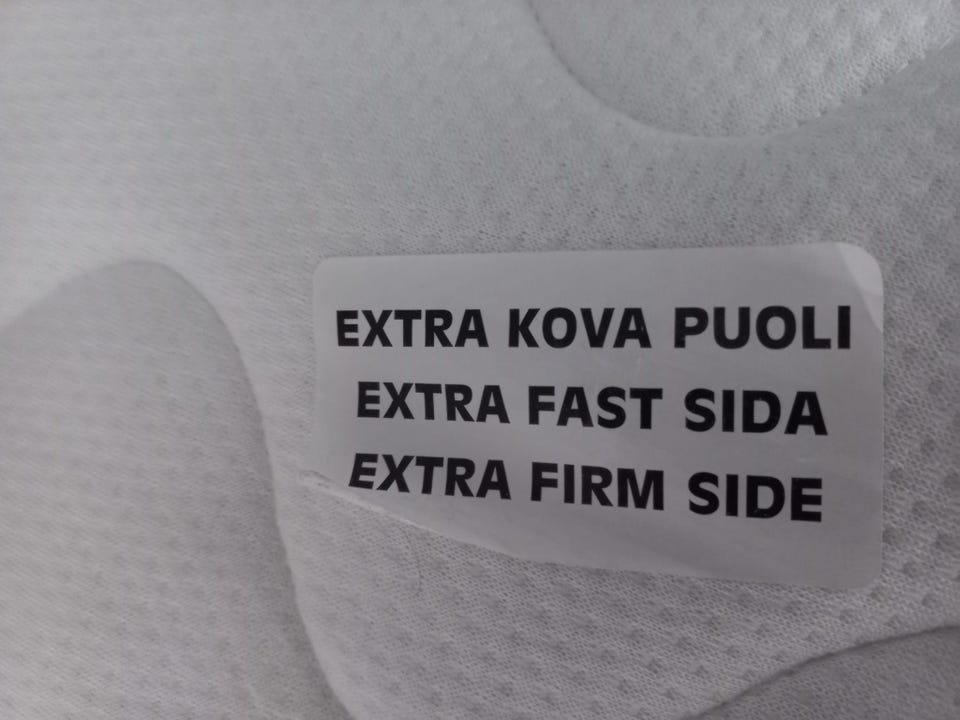 EXTRA KOVA PUOLI
EXTRA FAST SIDA
EXTRA FIRM SIDE